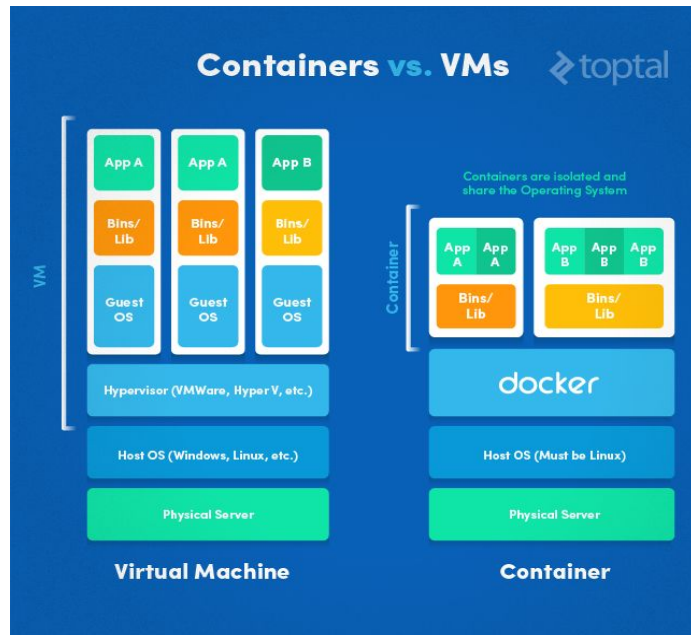 Containers vs. VMs
toptal
VM
App A
App A
App B
Bins/
Lib
Bins/
Lib
Bins/
Lib
Guest
OS
Guest
OS
Guest
OS
Hypervisor (VMWare, Hyper V, etc.)
Host OS (Windows, Linux, etc.)
Physical Server
Virtual Machine
Containers are isolated and
share the Operating System
Container
App
A
App
A
App
B
App
B
App
B
Bins/
Lib
Bins/
Lib
docker
Host OS (Must be Linux)
Physical Server
Container